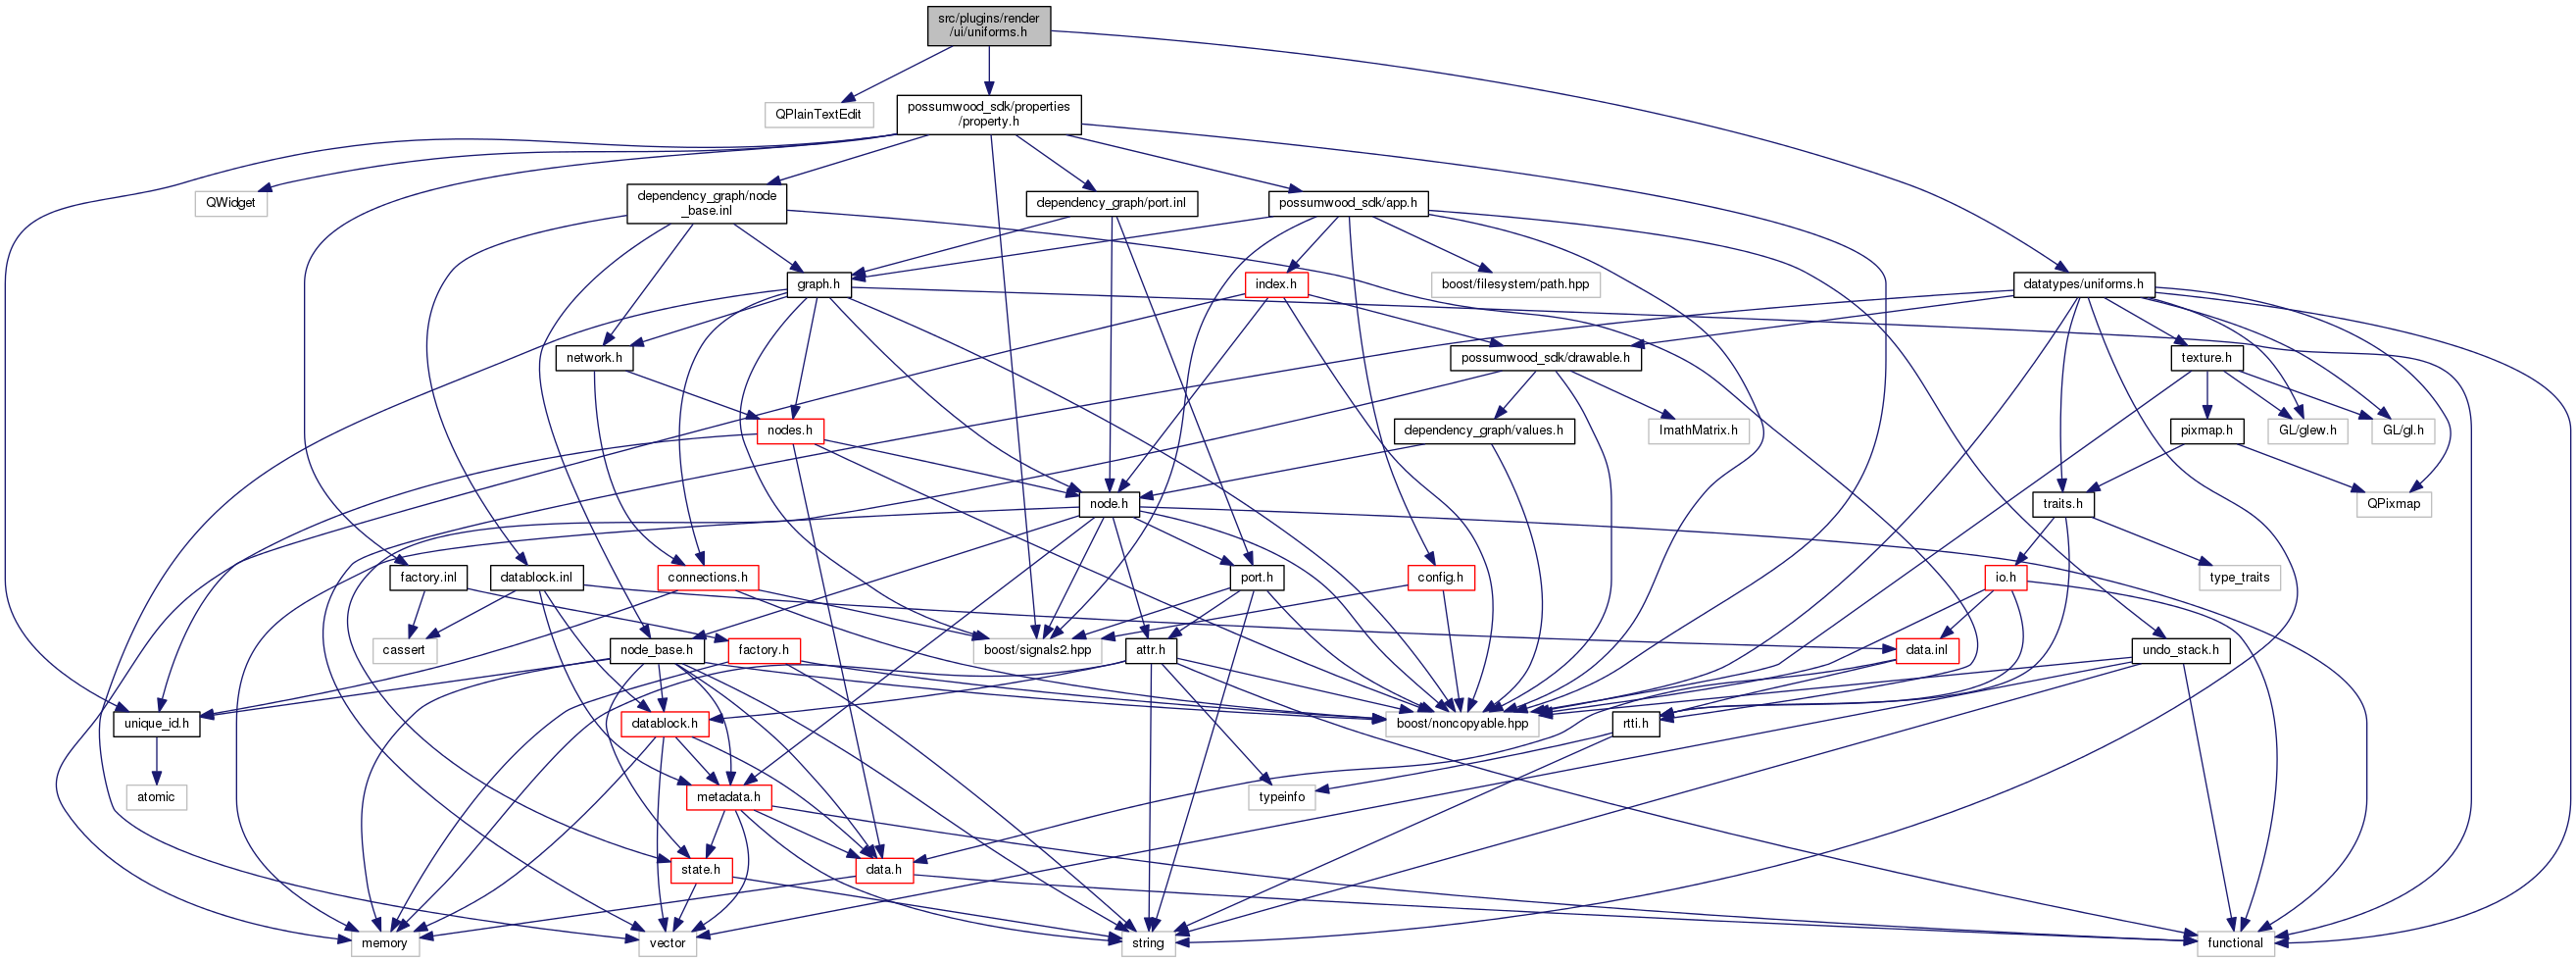 src/plugins/render
/ui/uniforms.h
QPlainTextEdit
possumwood_sdk/properties
/property.h
QWidget
dependency_graph/node
_base.inl
dependency_graph/port.inl
possumwood_sdk/app.h
graph.h
index.h
boost/filesystem/path.hpp
datatypes/uniforms.h
network.h
possumwood_sdk/drawable.h
texture.h
nodes.h
dependency_graph/values.h
ImathMatrix.h
pixmap.h
GL/glew.h
GL/gl.h
node.h
traits.h
QPixmap
factory.inl
datablock.inl
connections.h
port.h
config.h
io.h
type_traits
cassert
node_base.h
factory.h
boost/signals2.hpp
attr.h
data.inl
undo_stack.h
unique_id.h
datablock.h
boost/noncopyable.hpp
rtti.h
atomic
metadata.h
typeinfo
state.h
data.h
memory
vector
string
functional